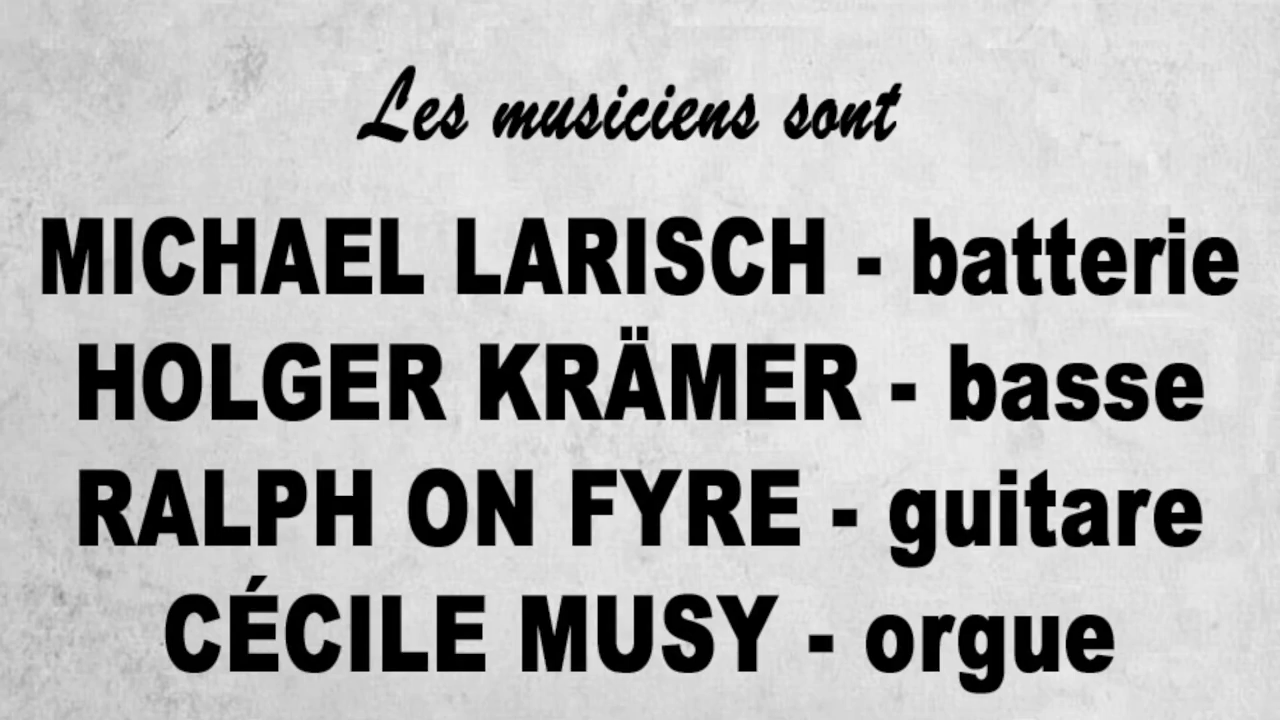 Les musiciens sont
MICHAEL LARISCH - batterie
HOLGER KRÄMER - basse
RALPH ON FYRE - guitare
CÉCILE MUSY - orgue